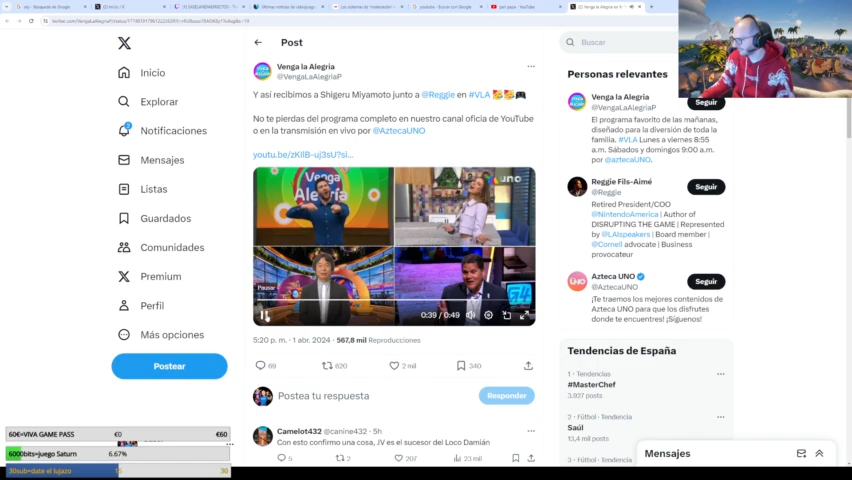 Inicio
Explorar
Notificaciones
Mensajes
Listas
Guardados
Comunidades
Premium
Perfil
Más opciones
Postear
Post
Venga la Alegria
@VengaLaAlegriaP
Y así recibimos a Shigeru Miyamoto junto a @Reggie en #VLA
No te pierdas del programa completo en nuestro canal oficial de YouTube
o en la transmisión en vivo por @AztecaUNO
youtu.be/zKIlB-uj3sU?si...
Venga
Alegría
uno
Pausar
0:39 / 0:49
5:20 p. m. · 1 abr. 2024 · 567,8 mil Reproducciones
69
620
2 mil
340
Postea tu respuesta
Responder
Camelot432 @canine432 · 5h
Con esto confirmo una cosa, JV es el sucesor del Loco Damián
5
2
207
23 mil
Buscar
Personas relevantes
Venga la Alegria
@VengaLaAlegriaP
Seguir
El programa favorito de las mañanas,
diseñado para la diversión de toda la
familia. #VLA Lunes a viernes 8:55
a.m. Sábados y domingos 9:00 a.m.
por @aztecaUNO.
Reggie Fils-Aimé
@Reggie
Seguir
Retired President/COO
@NintendoAmerica | Author of
DISRUPTING THE GAME | Represented
by @LAIspeakers | Board member |
@Cornell advocate | Business
provocateur
Azteca UNO
@AztecaUNO
Seguir
¡Te traemos los mejores contenidos de
Azteca UNO para que los disfrutes
donde te encuentres! ¡Síguenos!
Tendencias de España
1 · Tendencias
#MasterChef
3.927 posts
2 · Fútbol · Tendencia
Saúl
13,4 mil posts
3 · Fútbol · Tendencia
Mensajes
60€=VIVA GAME PASS €0 €60
6000bits=juego Saturn 6.67%
30sub=date el lujazo 30